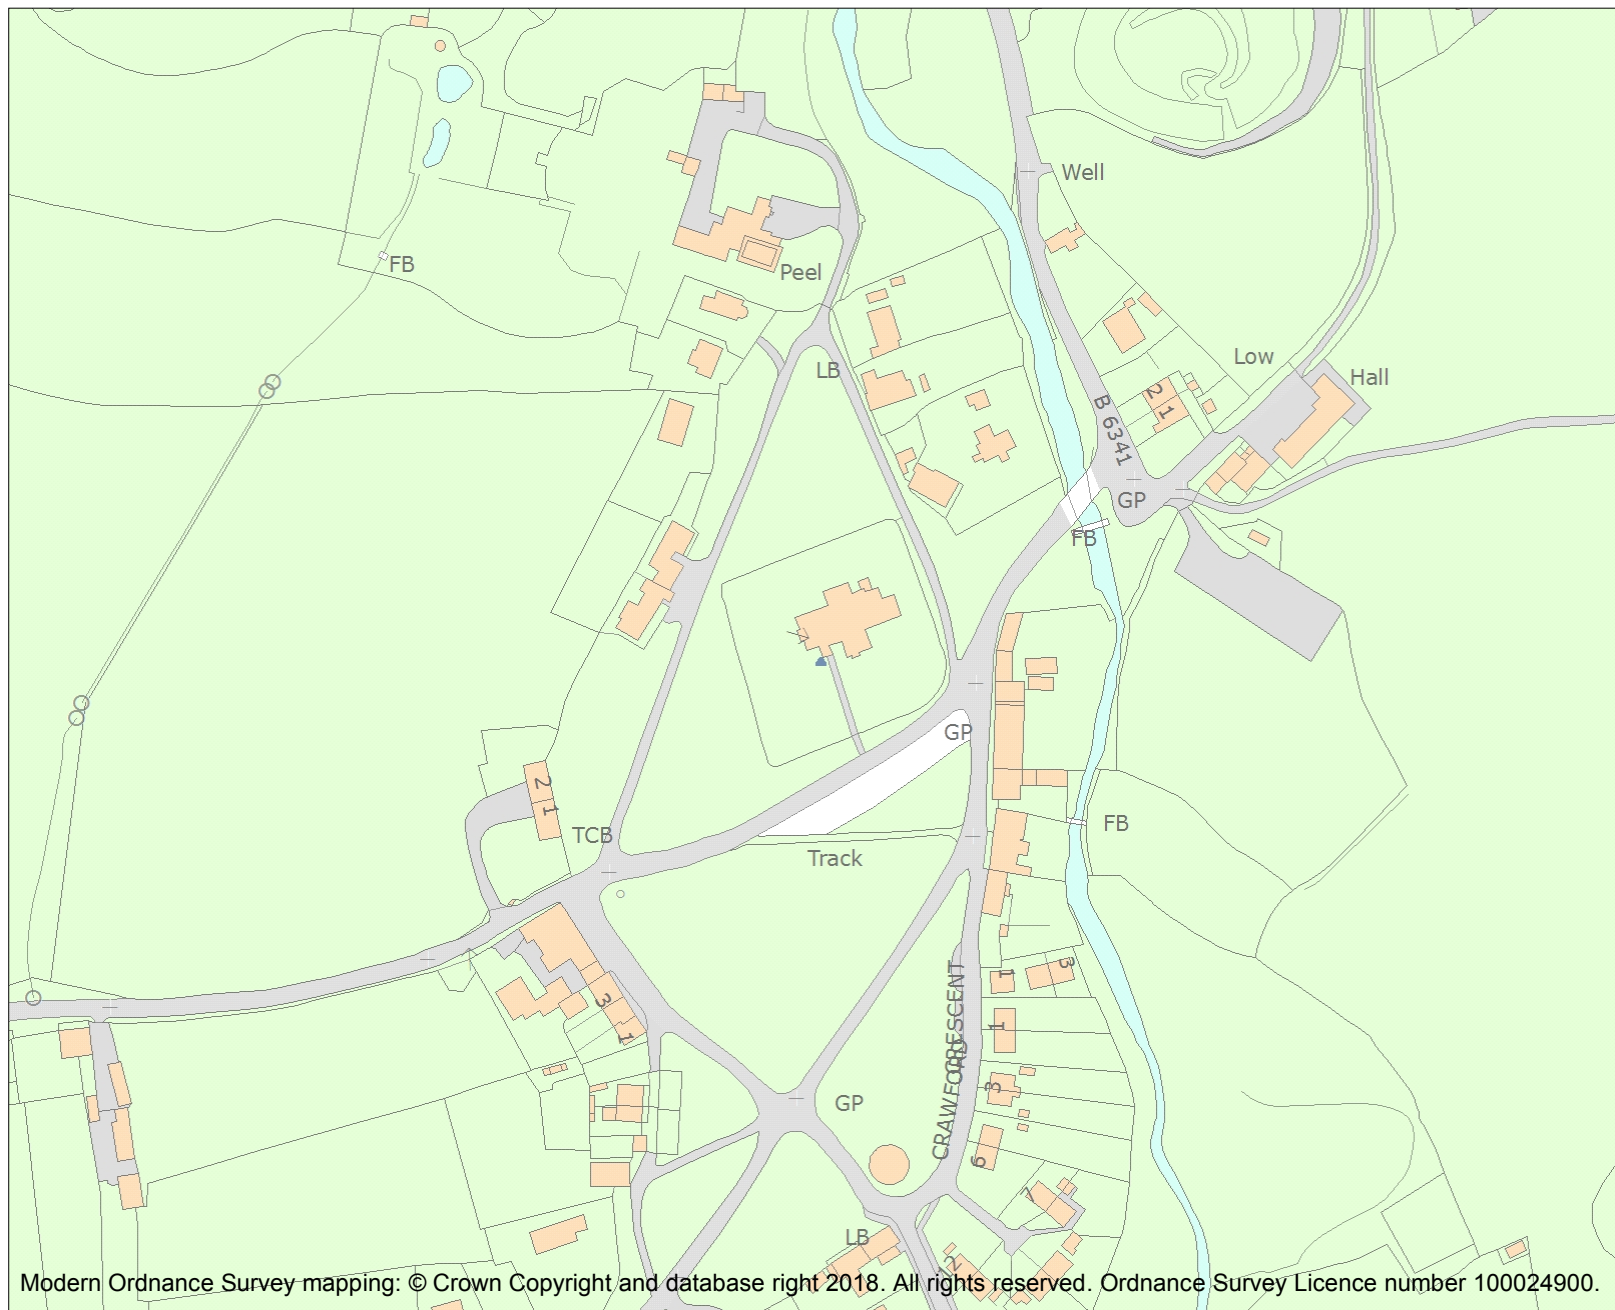 Well
FB
Peel
Low
LB
Hall
2
1
B 6341
GP
FB
GP
2
1
TCB
FB
Track
1
3
3
1
1
CRAWFORD
CRESCENT
3
GP
9
7
LB
12
Modern Ordnance Survey mapping: © Crown Copyright and database right 2018. All rights reserved. Ordnance Survey Licence number 100024900.